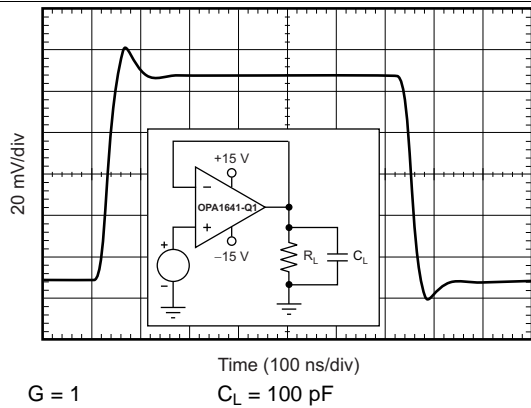 20 mV/div
+15 V
−
OPA1641-Q1
+
−15 V
+
−
R_L
C_L
Time (100 ns/div)
G = 1
C_L = 100 pF